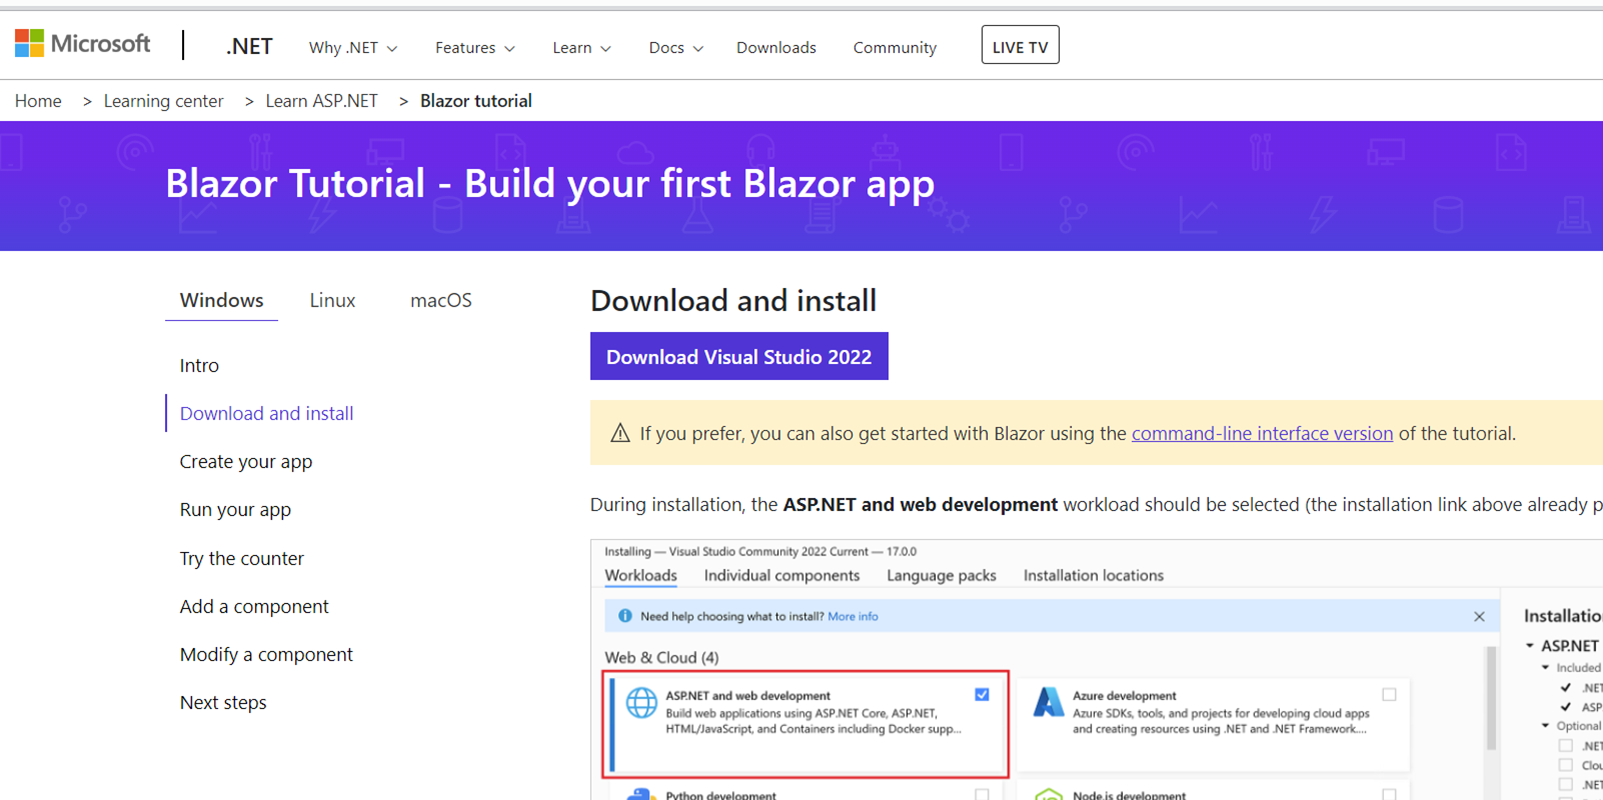 Microsoft
.NET
Why .NET
Features
Learn
Docs
Downloads
Community
LIVE TV
Home > Learning center > Learn ASP.NET > Blazor tutorial
Blazor Tutorial - Build your first Blazor app
Windows
Linux
macOS
Intro
Download and install
Create your app
Run your app
Try the counter
Add a component
Modify a component
Next steps
Download and install
Download Visual Studio 2022
If you prefer, you can also get started with Blazor using the command-line interface version of the tutorial.
During installation, the ASP.NET and web development workload should be selected (the installation link above already p
Installing — Visual Studio Community 2022 Current — 17.0.0
Workloads
Individual components
Language packs
Installation locations
Need help choosing what to install? More info
Web & Cloud (4)
ASP.NET and web development
Build web applications using ASP.NET Core, ASP.NET,
HTML/JavaScript, and Containers including Docker supp...
Azure development
Azure SDKs, tools, and projects for developing cloud apps
and creating resources using .NET and .NET Framework....
Python development
Node.js development
Installatio
ASP.NET
Included
.NET
ASP
Optional
.NET
Clou
.NET